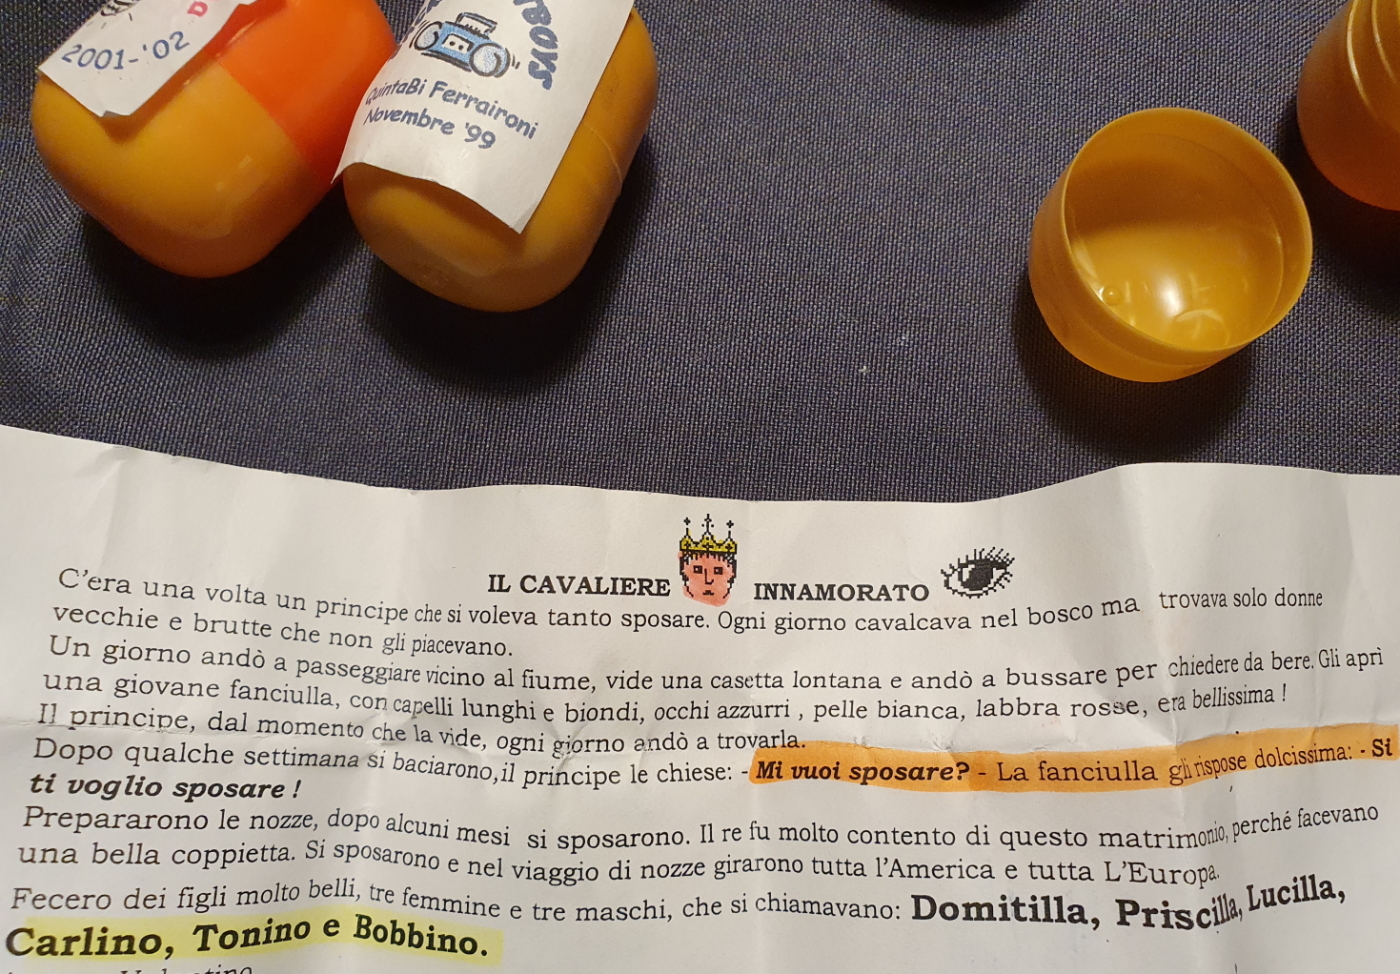 2001-'02
BOYS
QuintaBi Ferraironi
Novembre '99
IL CAVALIERE INNAMORATO
C'era una volta un principe che si voleva tanto sposare. Ogni giorno cavalcava nel bosco ma trovava solo donne
vecchie e brutte che non gli piacevano.
Un giorno andò a passeggiare vicino al fiume, vide una casetta lontana e andò a bussare per chiedere da bere. Gli aprì
una giovane fanciulla, con capelli lunghi e biondi, occhi azzurri , pelle bianca, labbra rosse, era bellissima !
Il principe, dal momento che la vide, ogni giorno andò a trovarla.
Dopo qualche settimana si baciarono,il principe le chiese: - Mi vuoi sposare? - La fanciulla gli rispose dolcissima: - Si
ti voglio sposare !
Prepararono le nozze, dopo alcuni mesi si sposarono. Il re fu molto contento di questo matrimonio, perché facevano
una bella coppietta. Si sposarono e nel viaggio di nozze girarono tutta l'America e tutta L'Europa.
Fecero dei figli molto belli, tre femmine e tre maschi, che si chiamavano: Domitilla, Priscilla, Lucilla,
Carlino, Tonino e Bobbino.